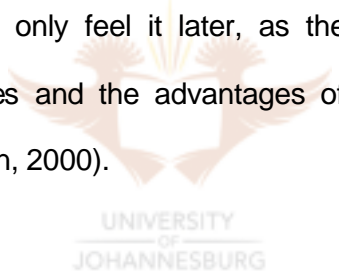 only feel it later, as the
es and the advantages of
n, 2000).
UNIVERSITY
OF
JOHANNESBURG